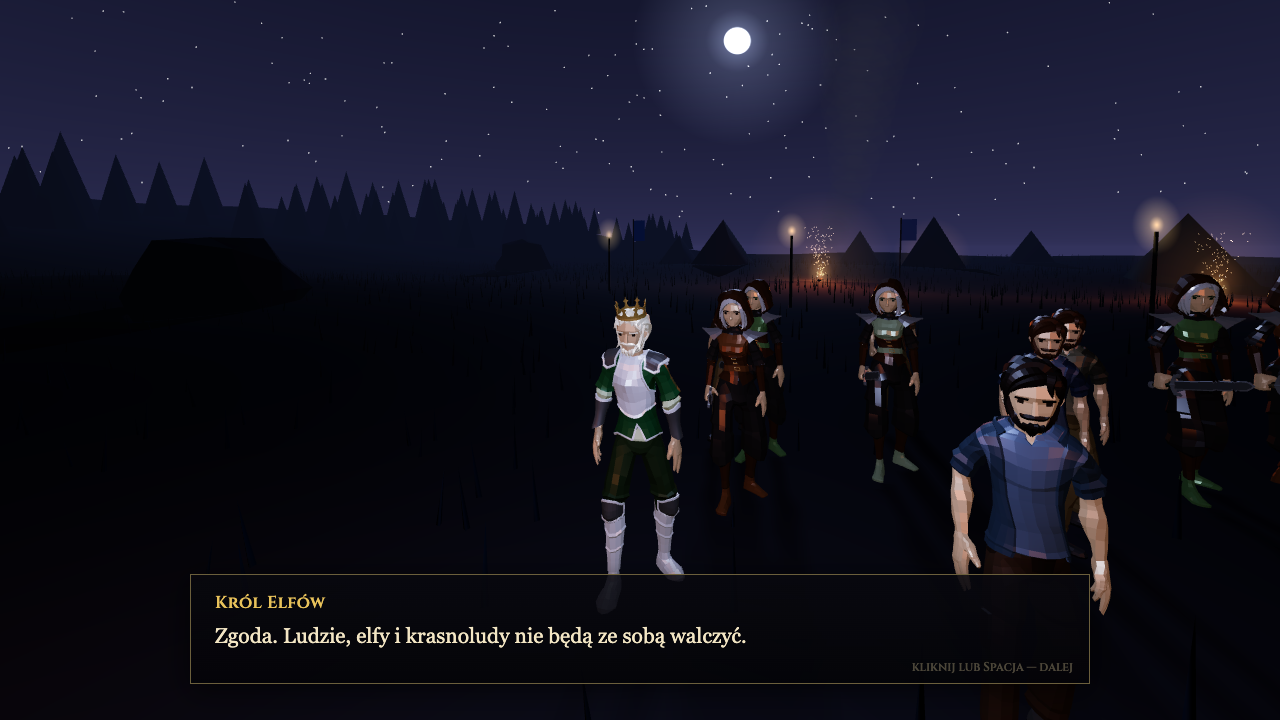 Król Elfów
Zgoda. Ludzie, elfy i krasnoludy nie będą ze sobą walczyć.
kliknij lub Spacja — dalej